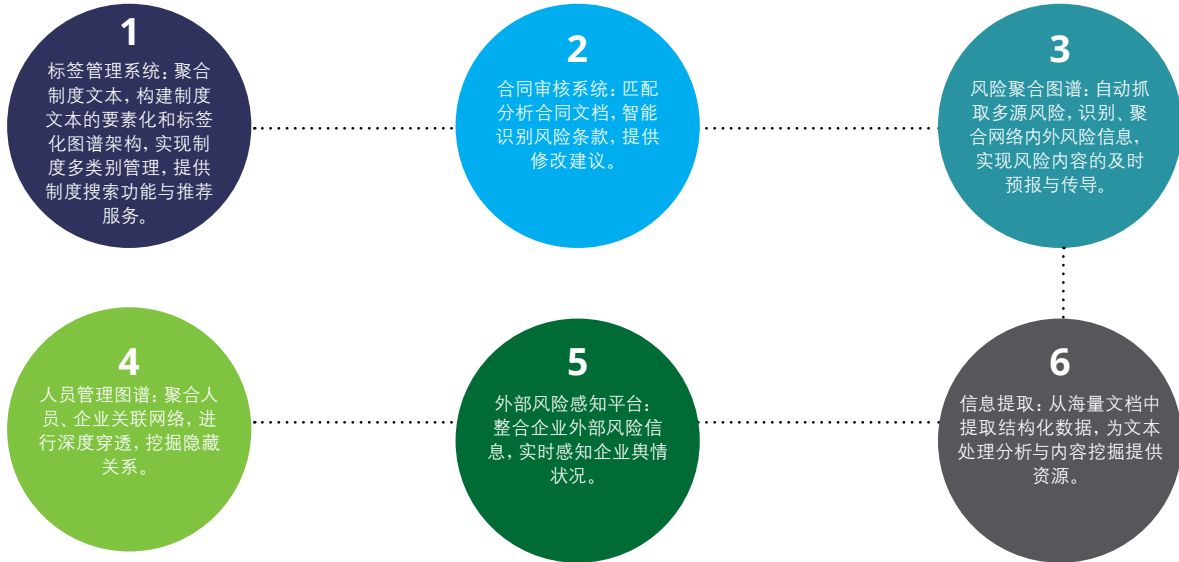 1
标签管理系统：聚合
制度文本，构建制度
文本的要素化和标签
化图谱架构，实现制
度多类别管理，提供
制度搜索功能与推荐
服务。
2
合同审核系统：匹配
分析合同文档，智能
识别风险条款，提供
修改建议。
3
风险聚合图谱：自动抓
取多源风险，识别、聚
合网络内外风险信息，
实现风险内容的及时
预报与传导。
4
人员管理图谱：聚合人
员、企业关联网络，进
行深度穿透，挖掘隐藏
关系。
5
外部风险感知平台：
整合企业外部风险信
息，实时感知企业舆情
状况。
6
信息提取：从海量文档中
提取结构化数据，为文本
处理分析与内容挖掘提供
资源。